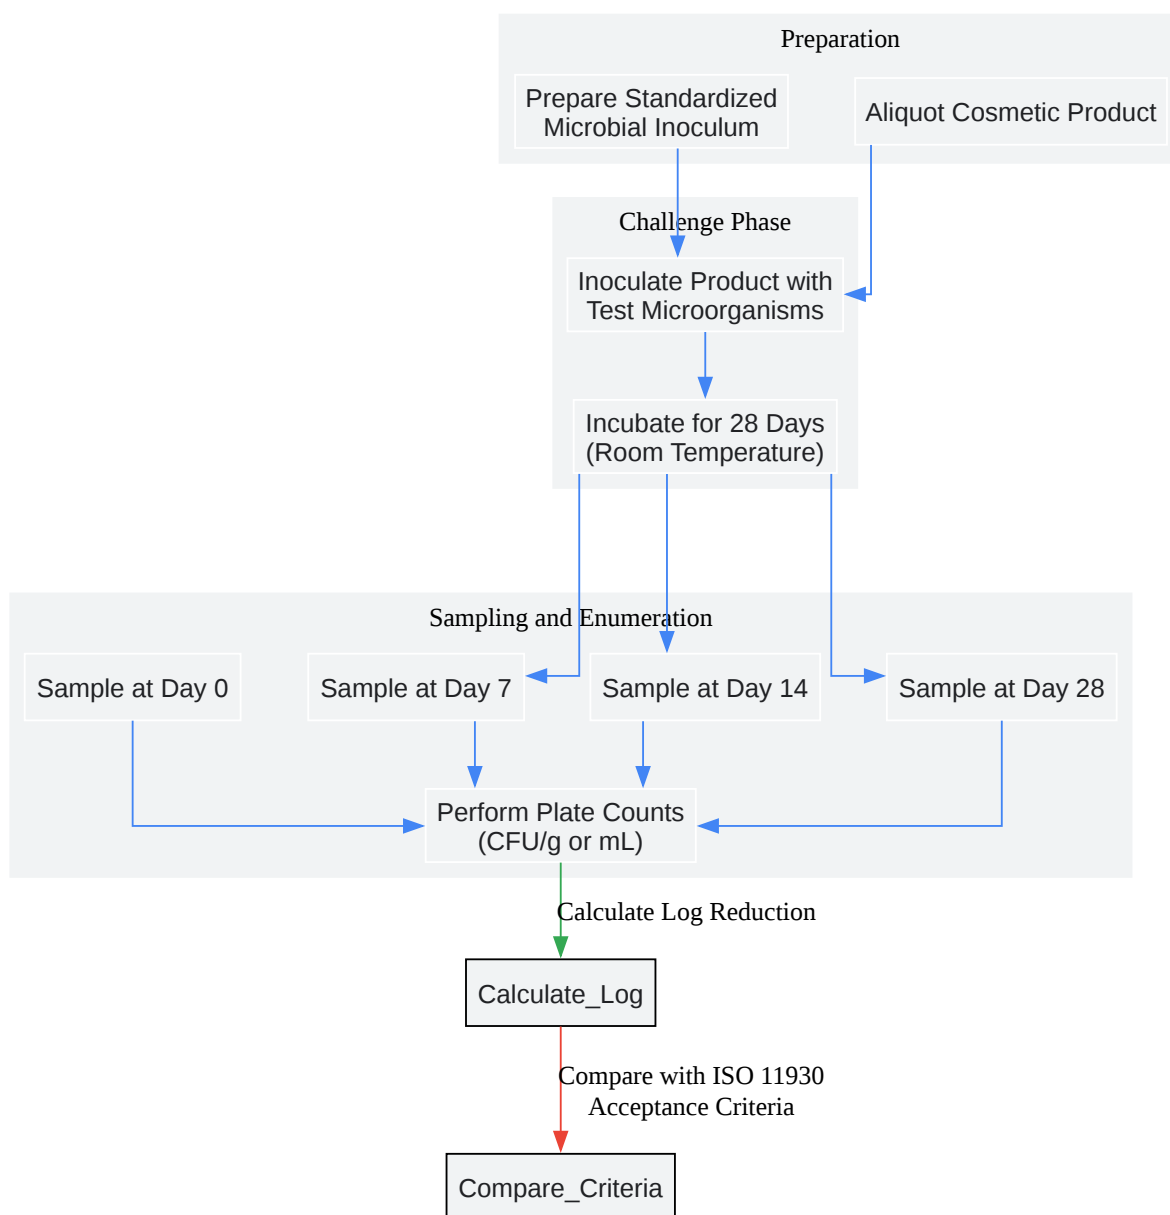 Preparation
Prepare Standardized
Microbial Inoculum
Aliquot Cosmetic Product
Challenge Phase
Inoculate Product with
Test Microorganisms
Incubate for 28 Days
(Room Temperature)
Sampling and Enumeration
Sample at Day 0
Sample at Day 7
Sample at Day 14
Sample at Day 28
Perform Plate Counts
(CFU/g or mL)
Calculate Log Reduction
Calculate_Log
Compare with ISO 11930
Acceptance Criteria
Compare_Criteria